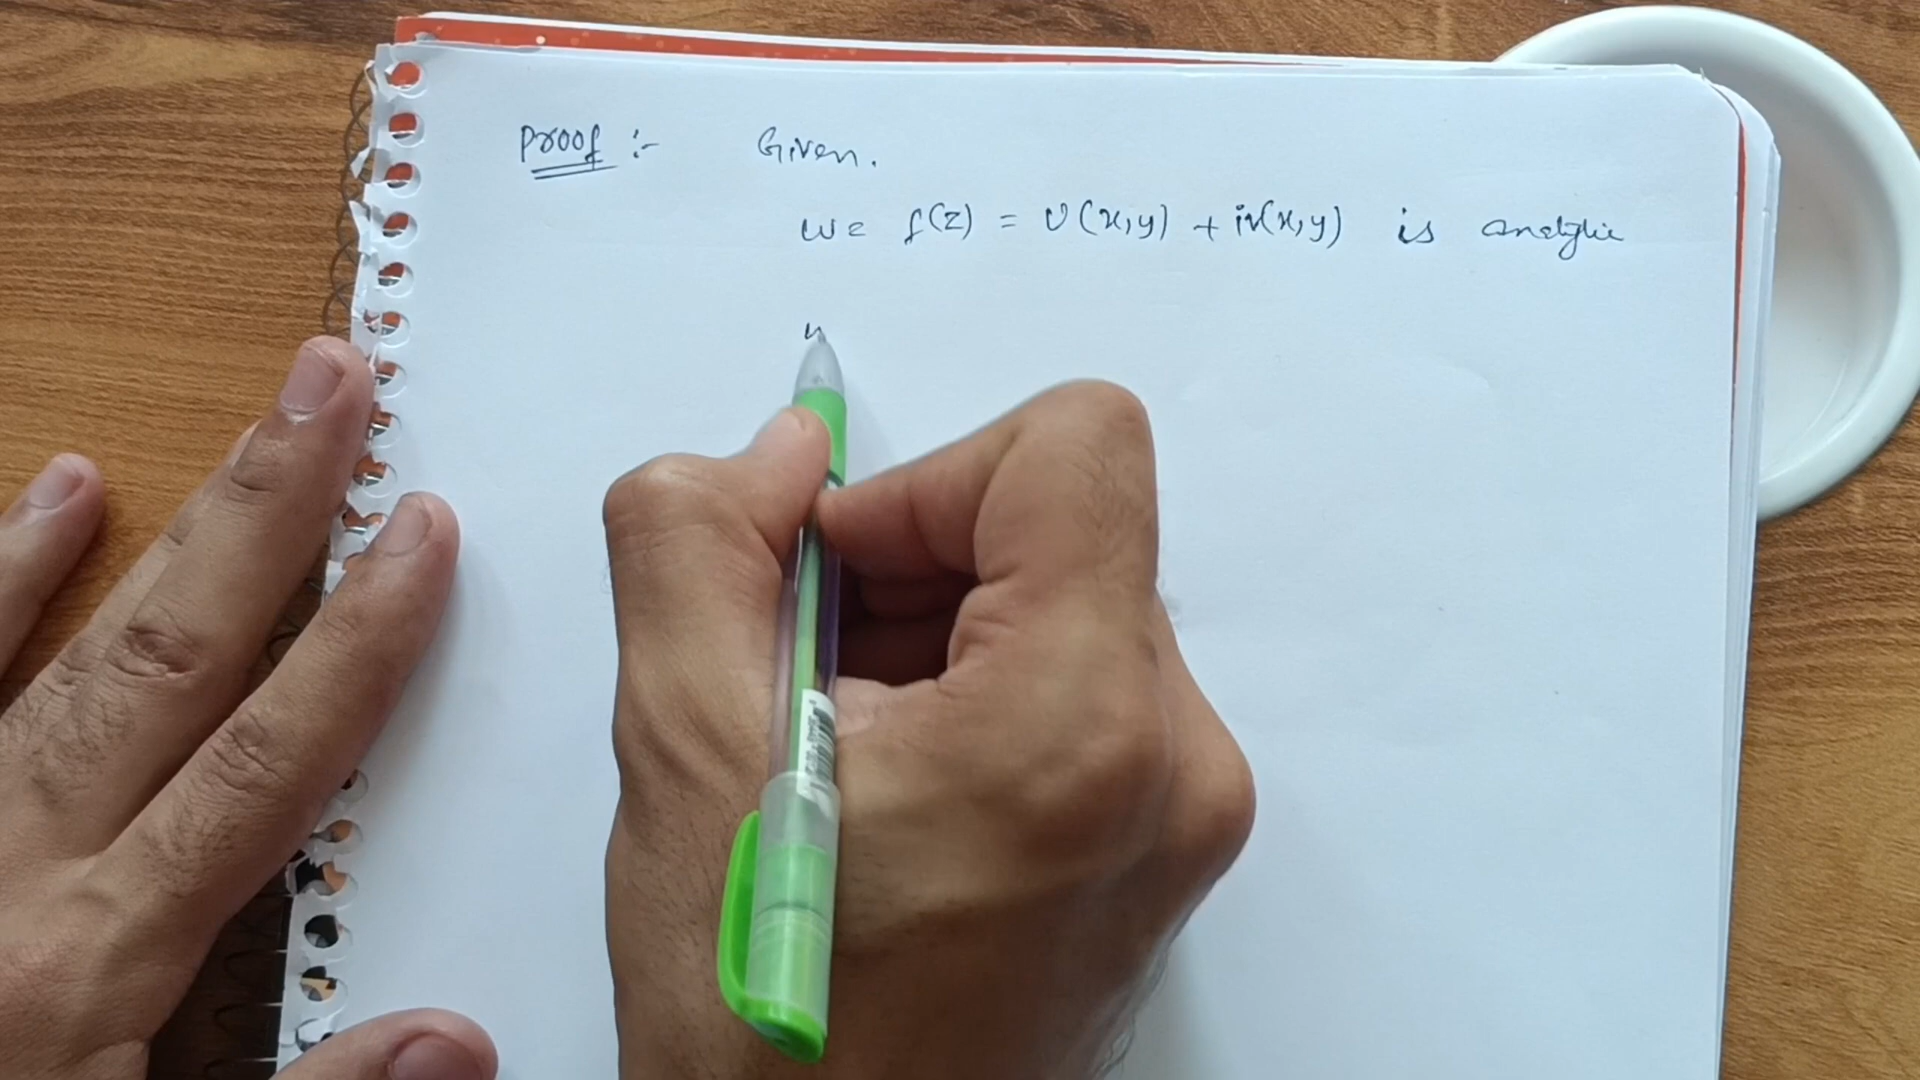 Proof :- Given.
w = f(z) = U(x,y) + iv(x,y) is analytic
u